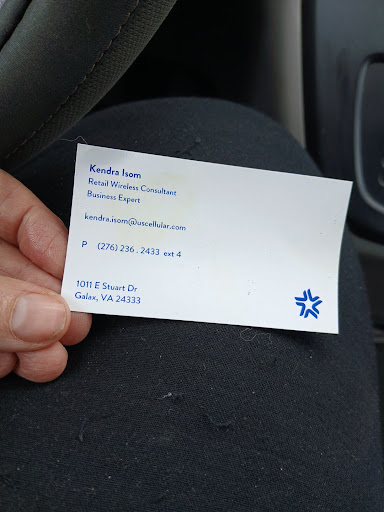 Kendra Isom
Retail Wireless Consultant
Business Expert
kendra.isom@uscellular.com
P (276) 236 . 2433 ext 4
1011 E Stuart Dr
Galax, VA 24333